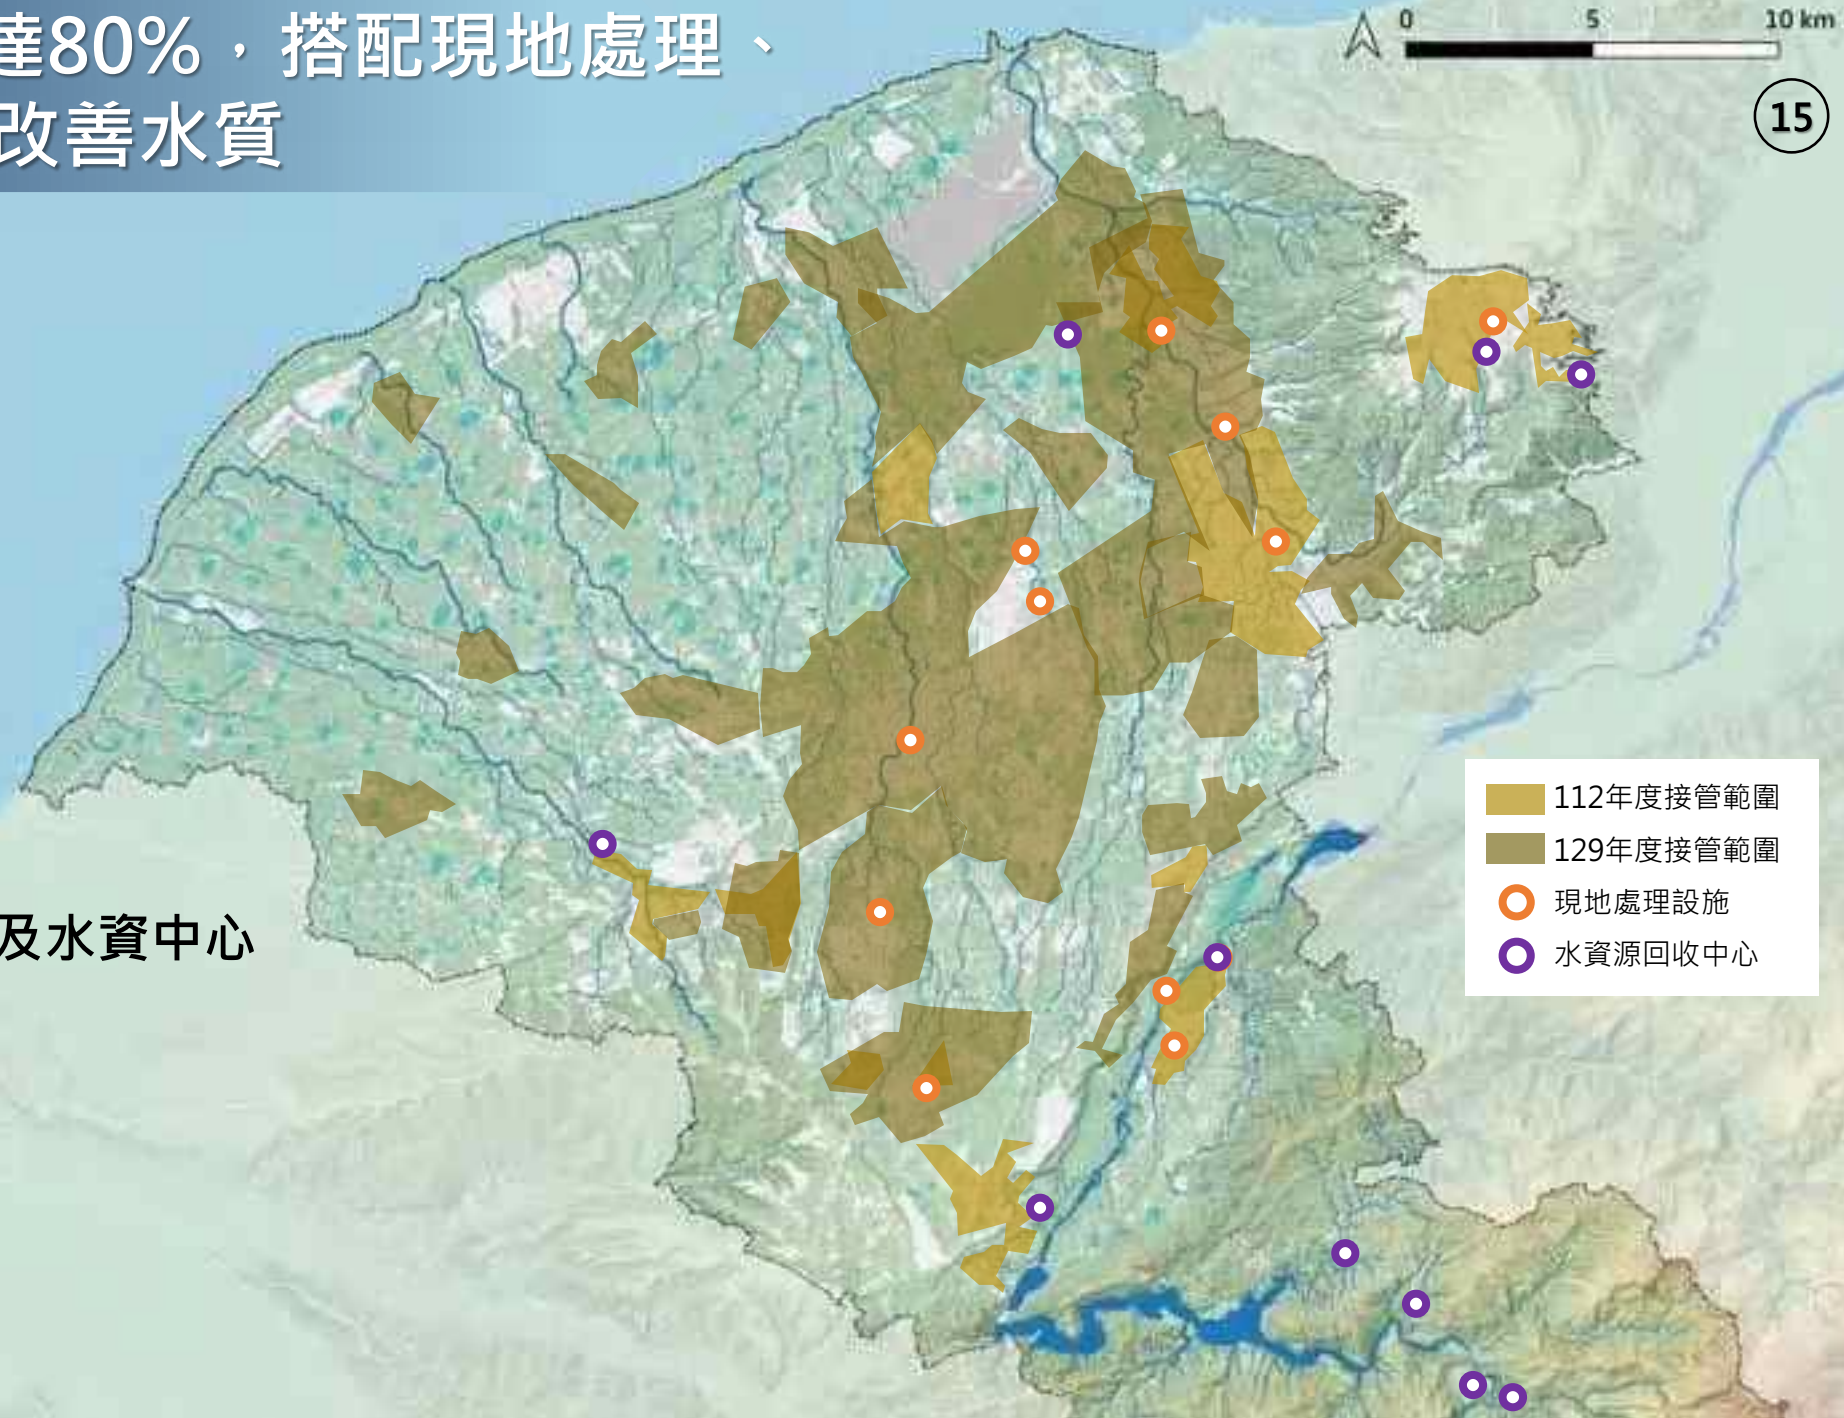 達80%，搭配現地處理、
改善水質
0 5 10 km
15
112年度接管範圍
129年度接管範圍
現地處理設施
水資源回收中心
及水資中心